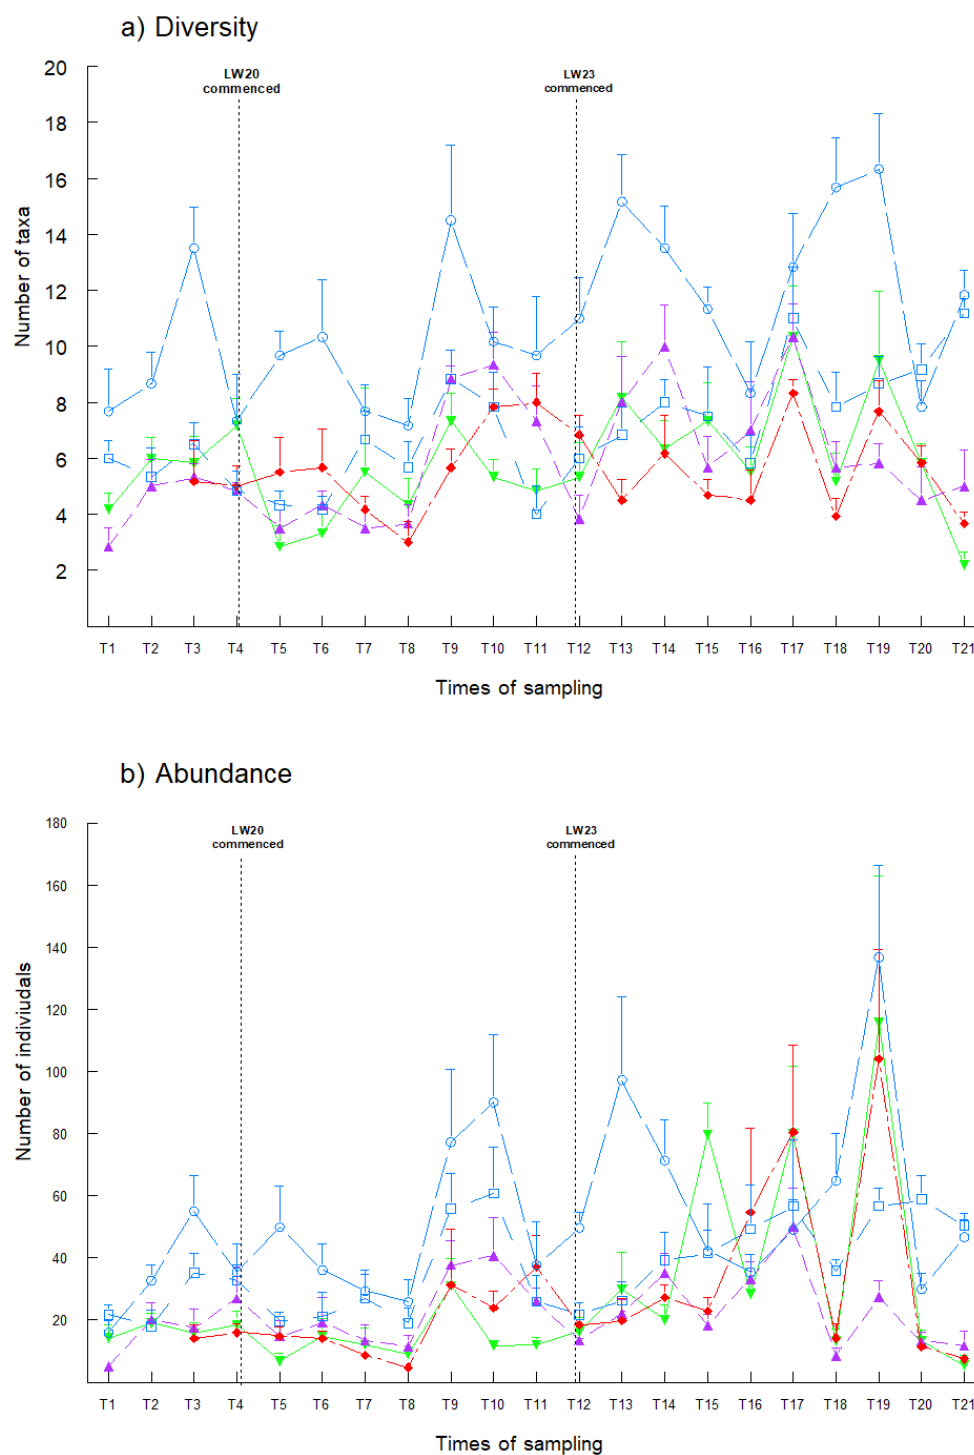 a) Diversity
20
18
16
14
12
10
8
6
4
2
Number of taxa
LW20
commenced
LW23
commenced
T1 T2 T3 T4 T5 T6 T7 T8 T9 T10 T11 T12 T13 T14 T15 T16 T17 T18 T19 T20 T21
Times of sampling
b) Abundance
180
160
140
120
100
80
60
40
20
Number of indiviudals
LW20
commenced
LW23
commenced
T1 T2 T3 T4 T5 T6 T7 T8 T9 T10 T11 T12 T13 T14 T15 T16 T17 T18 T19 T20 T21
Times of sampling